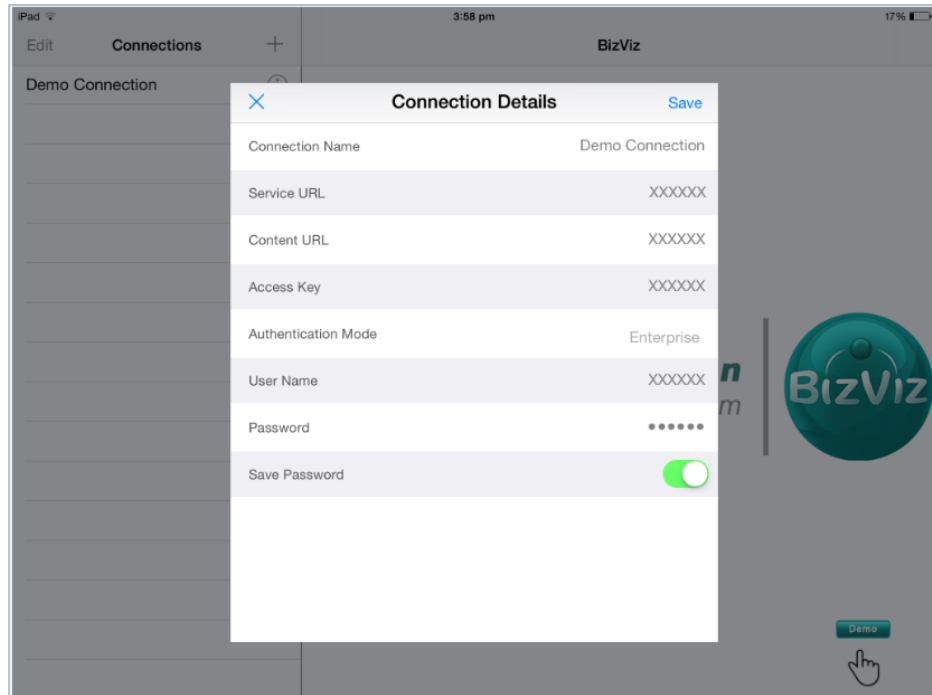 iPad 3:58 pm 17%
Edit Connections + BizViz
Demo Connection
Connection Details Save
Connection Name Demo Connection
Service URL XXXXXX
Content URL XXXXXX
Access Key XXXXXX
Authentication Mode Enterprise
User Name XXXXXX
Password ••••••
Save Password
n
m
BizViz
Demo